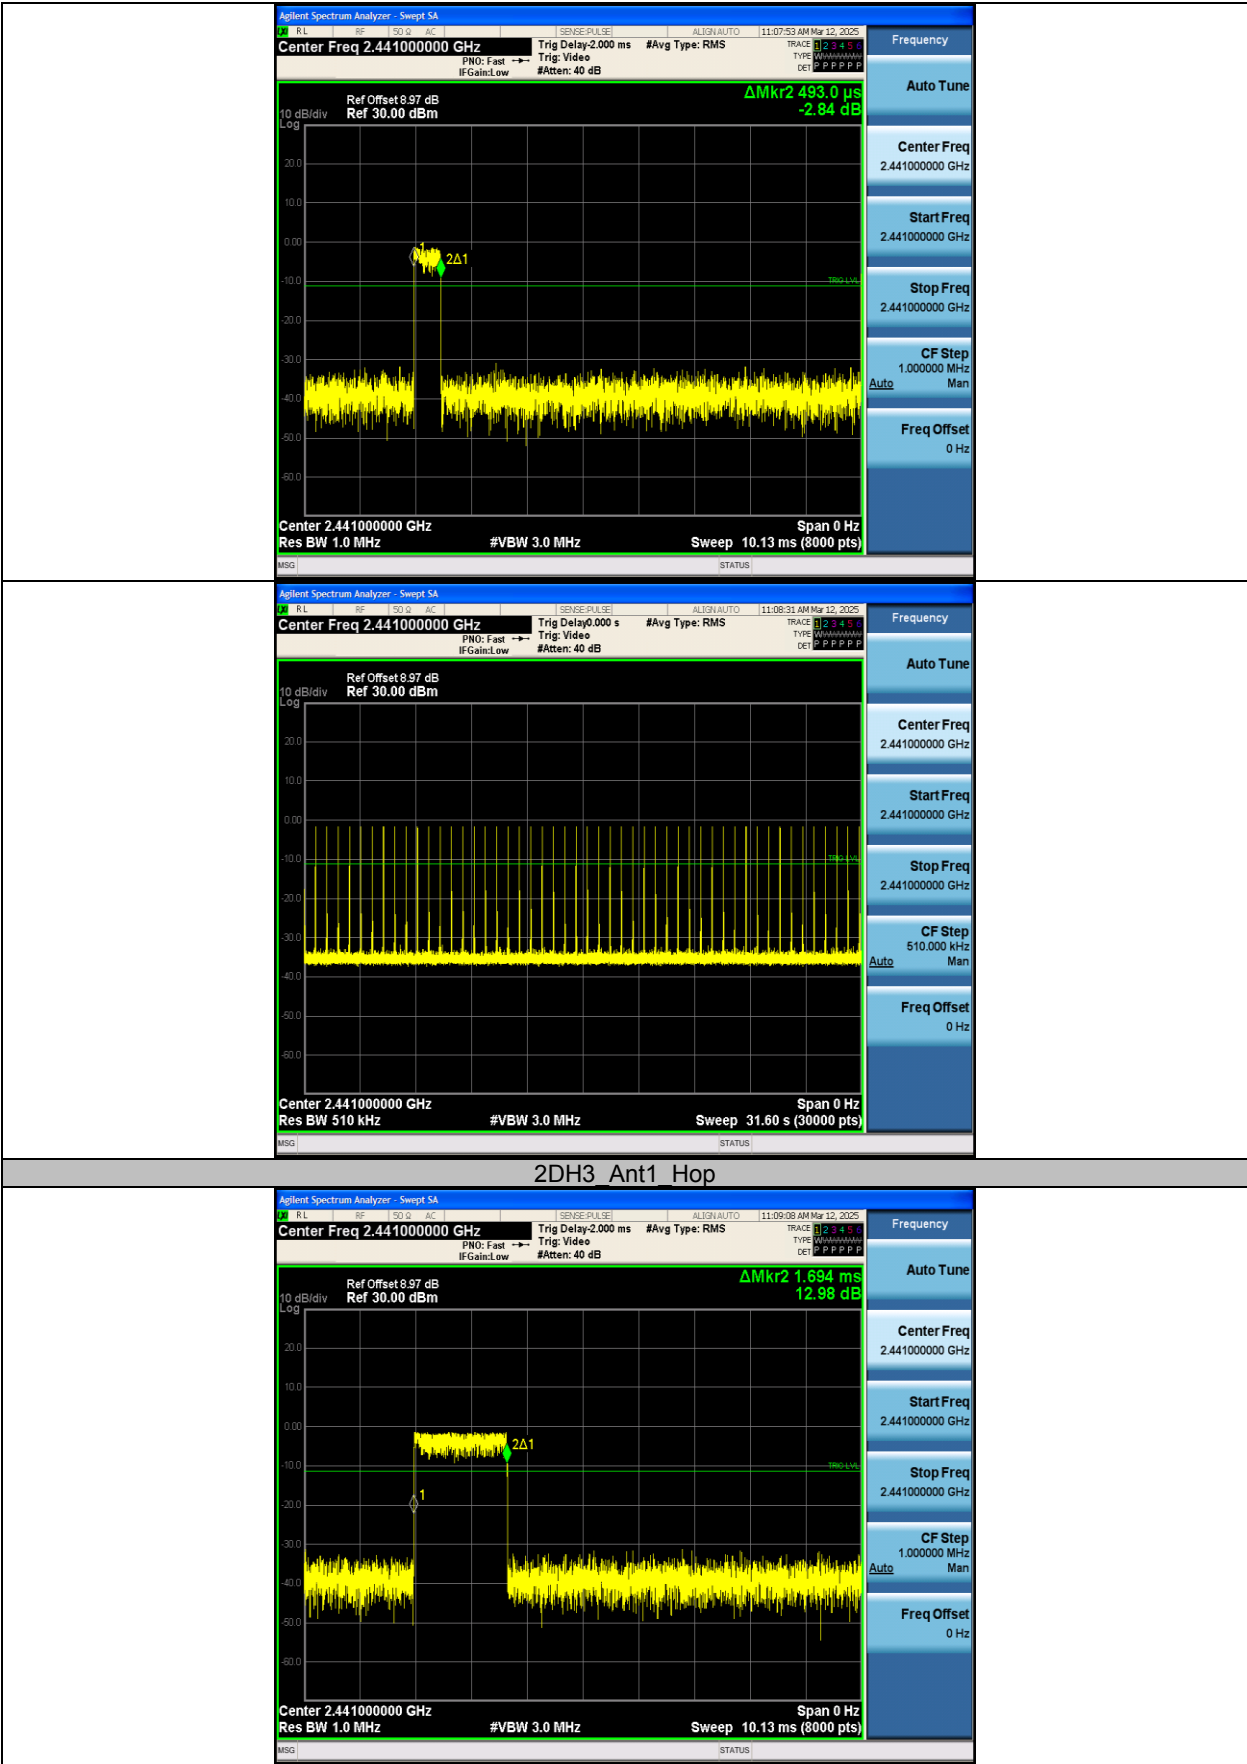 Agilent Spectrum Analyzer - Swept SA
LXI RL RF 50 Ω AC SENSE:PULSE ALIGN AUTO 11:07:53 AM Mar 12, 2025
Center Freq 2.441000000 GHz Trig Delay-2.000 ms #Avg Type: RMS TRACE 1 2 3 4 5 6
PNO: Fast Trig: Video TYPE
IFGain:Low #Atten: 40 dB DET P P P P P P
ΔMkr2 493.0 µs
-2.84 dB
Ref Offset 8.97 dB
10 dB/div Ref 30.00 dBm
Log
20.0
10.0
0.00
1
2Δ1
-10.0
TRIG LVL
-20.0
-30.0
-40.0
-50.0
-60.0
Center 2.441000000 GHz Span 0 Hz
Res BW 1.0 MHz #VBW 3.0 MHz Sweep 10.13 ms (8000 pts)
MSG STATUS
Frequency
Auto Tune
Center Freq
2.441000000 GHz
Start Freq
2.441000000 GHz
Stop Freq
2.441000000 GHz
CF Step
1.000000 MHz
Auto Man
Freq Offset
0 Hz
Agilent Spectrum Analyzer - Swept SA
LXI RL RF 50 Ω AC SENSE:PULSE ALIGN AUTO 11:08:31 AM Mar 12, 2025
Center Freq 2.441000000 GHz Trig Delay0.000 s #Avg Type: RMS TRACE 1 2 3 4 5 6
PNO: Fast Trig: Video TYPE
IFGain:Low #Atten: 40 dB DET P P P P P P
Ref Offset 8.97 dB
10 dB/div Ref 30.00 dBm
Log
20.0
10.0
0.00
-10.0
TRIG LVL
-20.0
-30.0
-40.0
-50.0
-60.0
Center 2.441000000 GHz Span 0 Hz
Res BW 510 kHz #VBW 3.0 MHz Sweep 31.60 s (30000 pts)
MSG STATUS
Frequency
Auto Tune
Center Freq
2.441000000 GHz
Start Freq
2.441000000 GHz
Stop Freq
2.441000000 GHz
CF Step
510.000 kHz
Auto Man
Freq Offset
0 Hz
2DH3_Ant1_Hop
Agilent Spectrum Analyzer - Swept SA
LXI RL RF 50 Ω AC SENSE:PULSE ALIGN AUTO 11:09:08 AM Mar 12, 2025
Center Freq 2.441000000 GHz Trig Delay-2.000 ms #Avg Type: RMS TRACE 1 2 3 4 5 6
PNO: Fast Trig: Video TYPE
IFGain:Low #Atten: 40 dB DET P P P P P P
ΔMkr2 1.694 ms
12.98 dB
Ref Offset 8.97 dB
10 dB/div Ref 30.00 dBm
Log
20.0
10.0
0.00
2Δ1
-10.0
TRIG LVL
1
-20.0
-30.0
-40.0
-50.0
-60.0
Center 2.441000000 GHz Span 0 Hz
Res BW 1.0 MHz #VBW 3.0 MHz Sweep 10.13 ms (8000 pts)
MSG STATUS
Frequency
Auto Tune
Center Freq
2.441000000 GHz
Start Freq
2.441000000 GHz
Stop Freq
2.441000000 GHz
CF Step
1.000000 MHz
Auto Man
Freq Offset
0 Hz